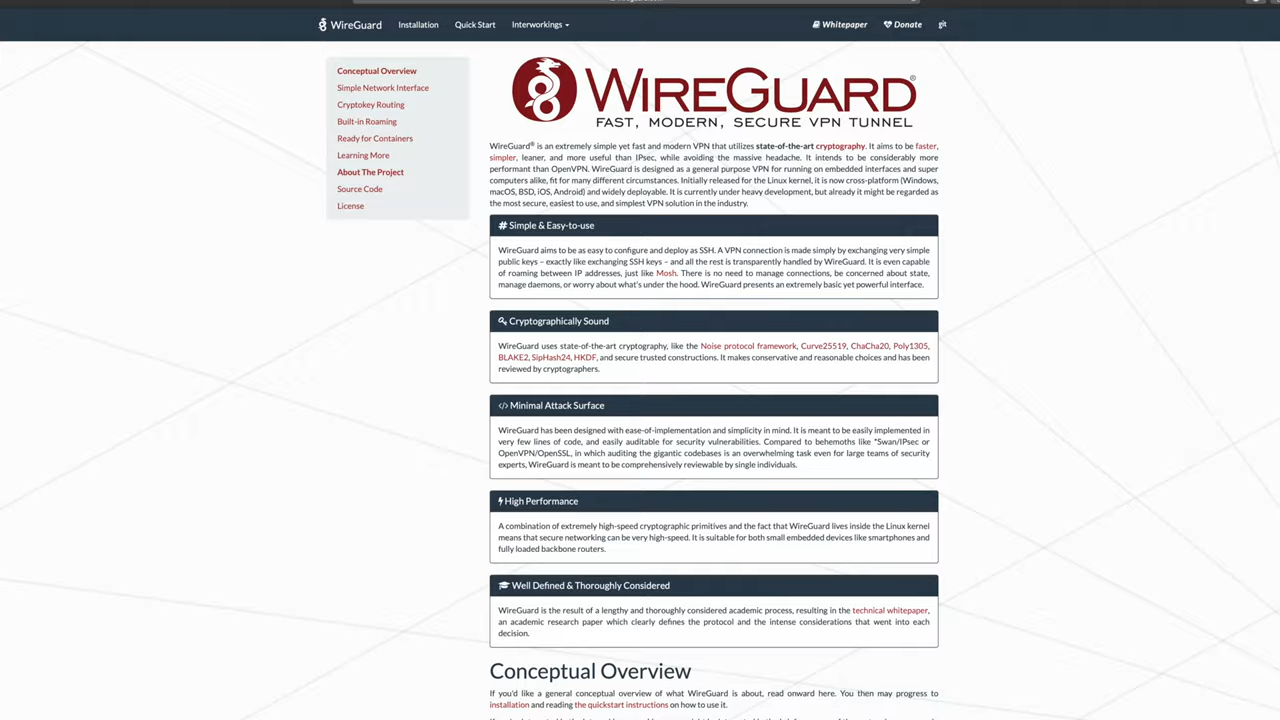 WireGuard Installation Quick Start Interworkings Whitepaper Donate git
Conceptual Overview
Simple Network Interface
Cryptokey Routing
Built-in Roaming
Ready for Containers
Learning More
About The Project
Source Code
License
WIREGUARD®
FAST, MODERN, SECURE VPN TUNNEL
WireGuard® is an extremely simple yet fast and modern VPN that utilizes state-of-the-art cryptography. It aims to be faster,
simpler, leaner, and more useful than IPsec, while avoiding the massive headache. It intends to be considerably more
performant than OpenVPN. WireGuard is designed as a general purpose VPN for running on embedded interfaces and super
computers alike, fit for many different circumstances. Initially released for the Linux kernel, it is now cross-platform (Windows,
macOS, BSD, iOS, Android) and widely deployable. It is currently under heavy development, but already it might be regarded as
the most secure, easiest to use, and simplest VPN solution in the industry.
Simple & Easy-to-use
WireGuard aims to be as easy to configure and deploy as SSH. A VPN connection is made simply by exchanging very simple
public keys – exactly like exchanging SSH keys – and all the rest is transparently handled by WireGuard. It is even capable
of roaming between IP addresses, just like Mosh. There is no need to manage connections, be concerned about state,
manage daemons, or worry about what's under the hood. WireGuard presents an extremely basic yet powerful interface.
Cryptographically Sound
WireGuard uses state-of-the-art cryptography, like the Noise protocol framework, Curve25519, ChaCha20, Poly1305,
BLAKE2, SipHash24, HKDF, and secure trusted constructions. It makes conservative and reasonable choices and has been
reviewed by cryptographers.
Minimal Attack Surface
WireGuard has been designed with ease-of-implementation and simplicity in mind. It is meant to be easily implemented in
very few lines of code, and easily auditable for security vulnerabilities. Compared to behemoths like *Swan/IPsec or
OpenVPN/OpenSSL, in which auditing the gigantic codebases is an overwhelming task even for large teams of security
experts, WireGuard is meant to be comprehensively reviewable by single individuals.
High Performance
A combination of extremely high-speed cryptographic primitives and the fact that WireGuard lives inside the Linux kernel
means that secure networking can be very high-speed. It is suitable for both small embedded devices like smartphones and
fully loaded backbone routers.
Well Defined & Thoroughly Considered
WireGuard is the result of a lengthy and thoroughly considered academic process, resulting in the technical whitepaper,
an academic research paper which clearly defines the protocol and the intense considerations that went into each
decision.
Conceptual Overview
If you'd like a general conceptual overview of what WireGuard is about, read onward here. You then may progress to
installation and reading the quickstart instructions on how to use it.